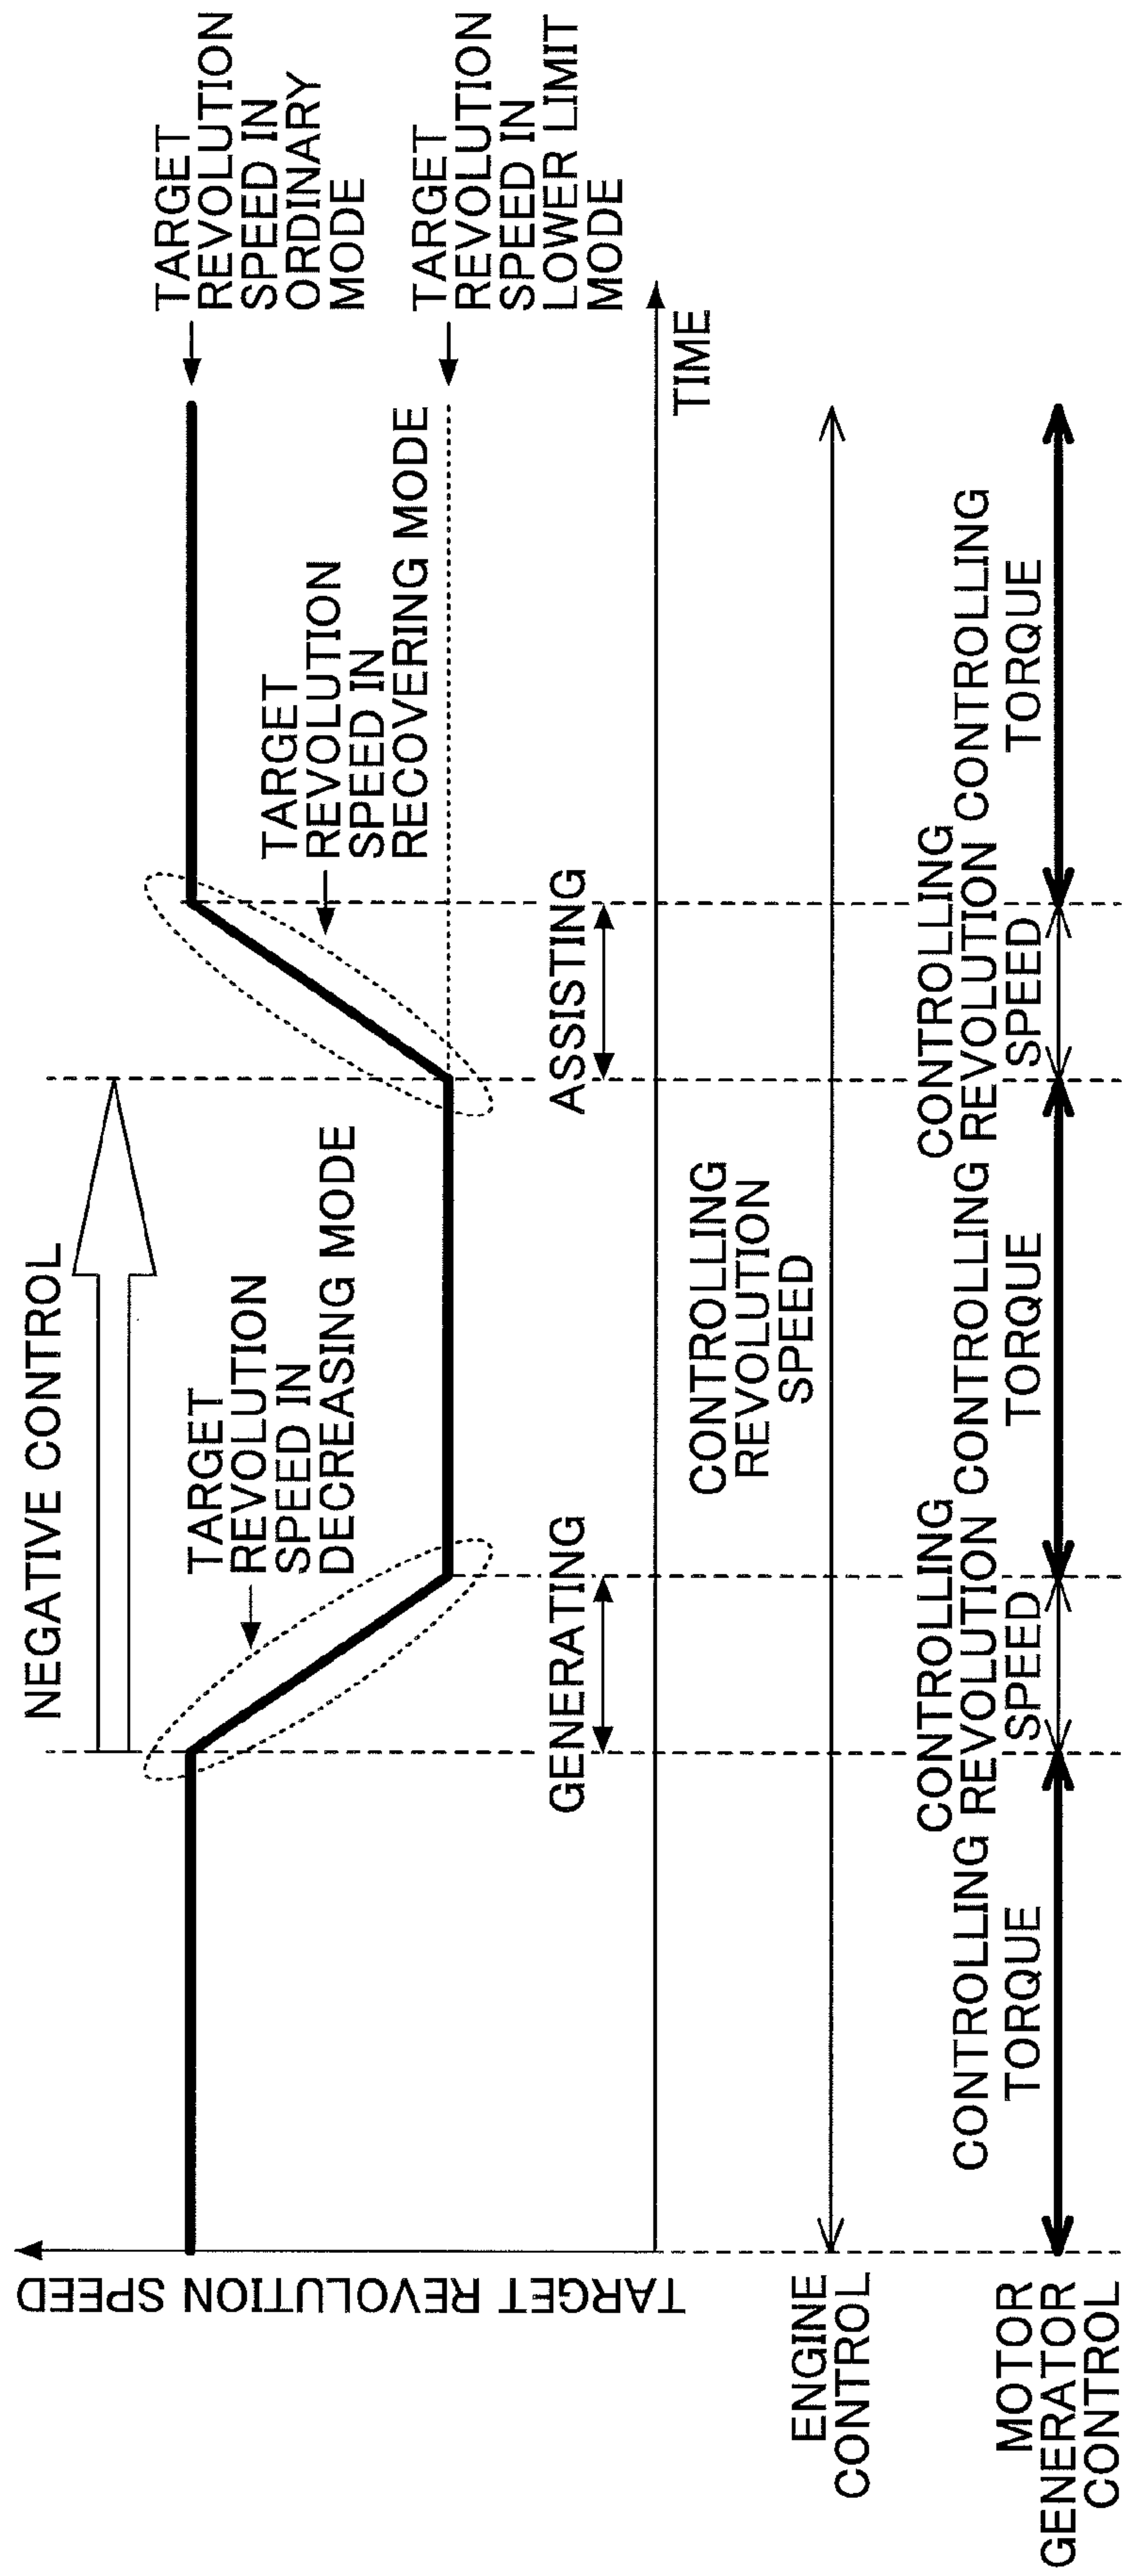 NEGATIVE CONTROL
TARGET
REVOLUTION
SPEED IN
DECREASING MODE
TARGET
REVOLUTION
SPEED IN
RECOVERING MODE
TARGET
REVOLUTION
SPEED IN
ORDINARY
MODE
TARGET
REVOLUTION
SPEED IN
LOWER LIMIT
MODE
TARGET REVOLUTION SPEED
GENERATING
ASSISTING
TIME
ENGINE
CONTROL
CONTROLLING
REVOLUTION
SPEED
MOTOR
GENERATOR
CONTROL
CONTROLLING
TORQUE
CONTROLLING
REVOLUTION
SPEED
CONTROLLING
TORQUE
CONTROLLING
REVOLUTION
SPEED
CONTROLLING
TORQUE